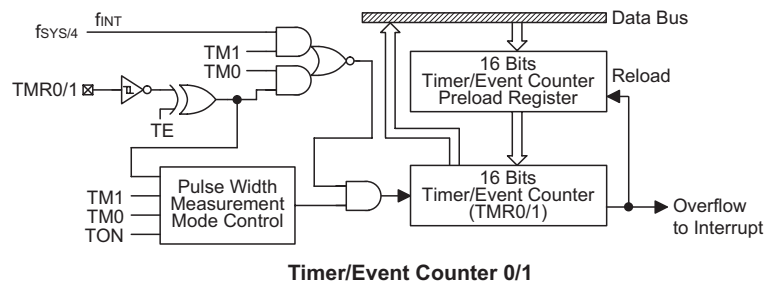 fINT
fSYS/4
TM1
TM0
TMR0/1
TE
TM1
TM0
TON
Pulse Width
Measurement
Mode Control
Data Bus
16 Bits
Timer/Event Counter
Preload Register
Reload
16 Bits
Timer/Event Counter
(TMR0/1)
Overflow
to Interrupt
Timer/Event Counter 0/1